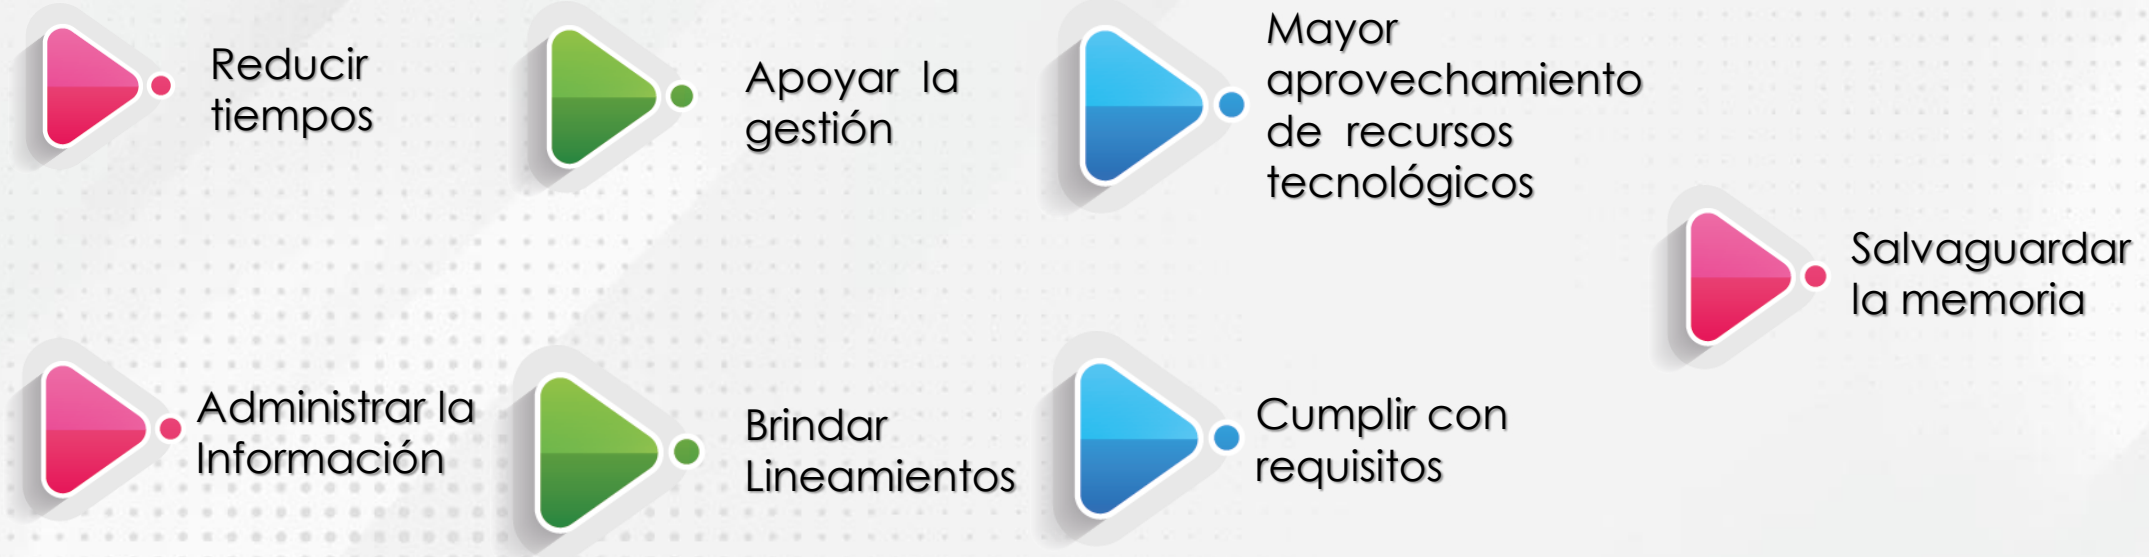 Reducir
tiempos
Apoyar la
gestión
Mayor
aprovechamiento
de recursos
tecnológicos
Salvaguardar
la memoria
Administrar la
Información
Brindar
Lineamientos
Cumplir con
requisitos